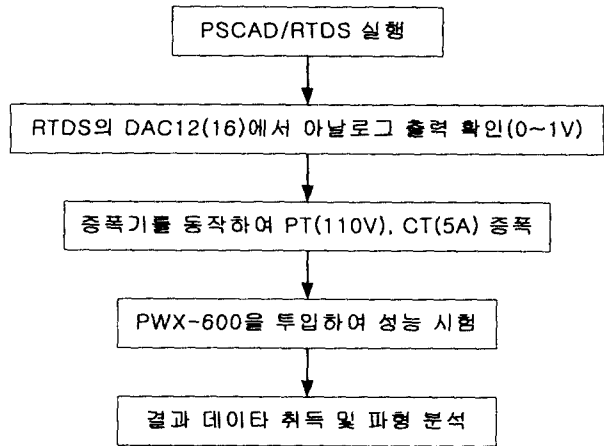 PSCAD/RTDS 실행
RTDS의 DAC12(16)에서 아날로그 출력 확인(0~1V)
증폭기를 동작하여 PT(110V), CT(5A) 증폭
PWX-600을 투입하여 성능 시험
결과 데이타 취득 및 파형 분석